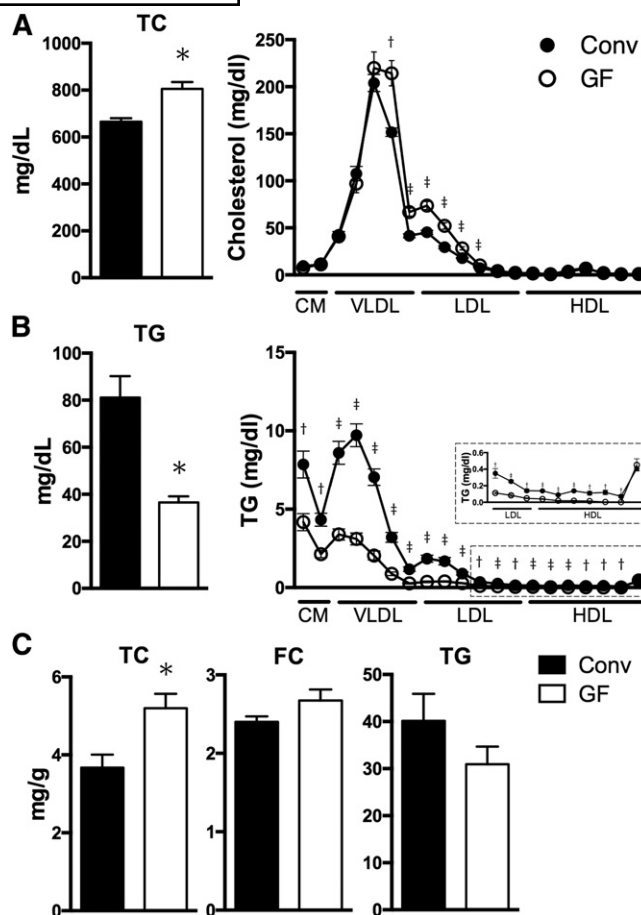 A
TC
mg/dL
1000
800
600
400
200
0
*
Cholesterol (mg/dl)
250
200
150
100
50
0
†
‡
‡
‡
‡
‡
Conv
GF
CM
VLDL
LDL
HDL
B
TG
mg/dL
100
80
60
40
20
0
*
TG (mg/dl)
15
10
5
0
†
†
‡
‡
‡
‡
‡
‡
‡
‡
†
‡
†
‡
‡
‡
†
†
†
TG (mg/dl)
0.6
0.4
0.2
0.0
LDL
HDL
CM
VLDL
LDL
HDL
C
TC
mg/g
6
4
2
0
*
FC
3
2
1
0
TG
50
40
30
20
10
0
Conv
GF